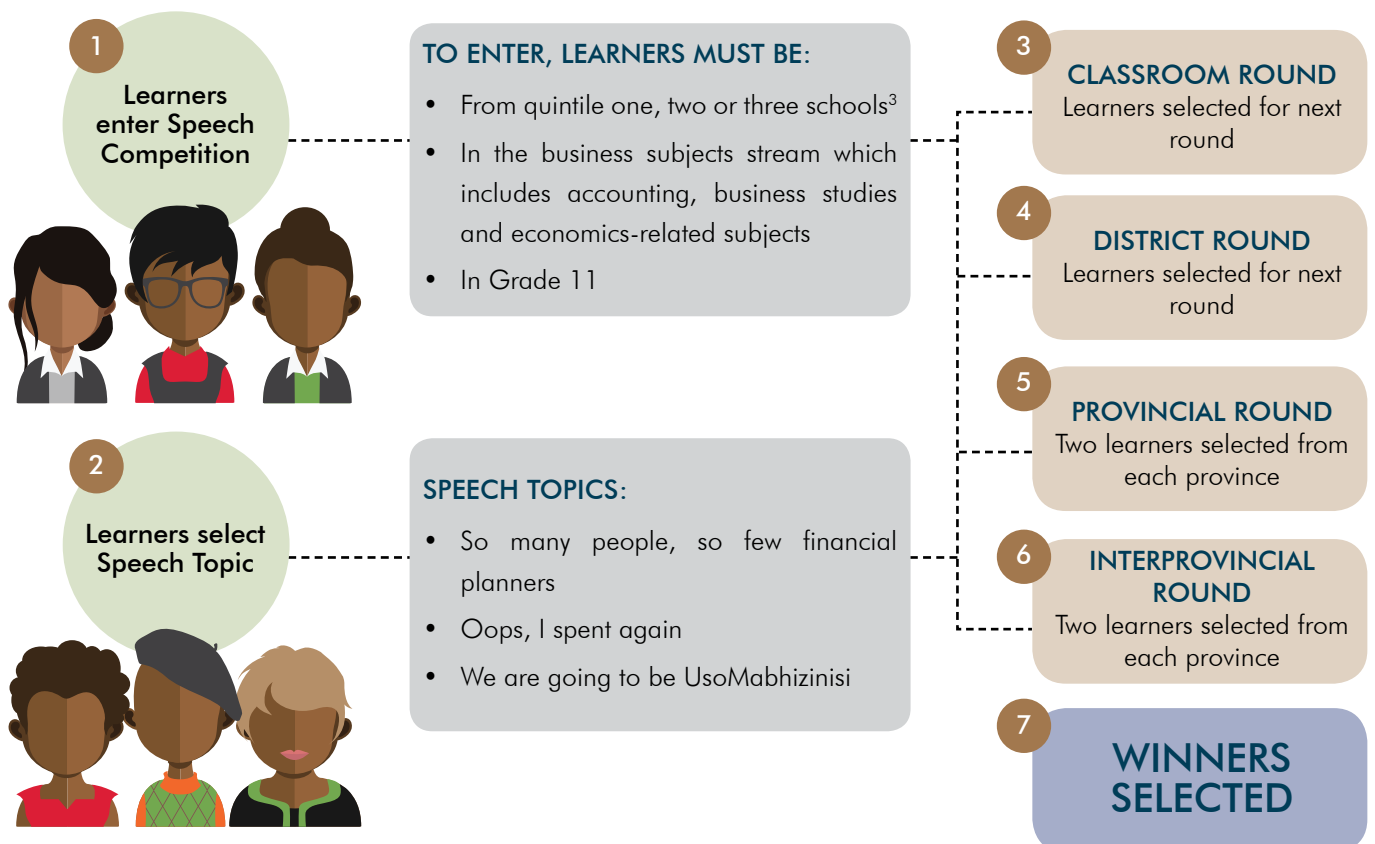 1
Learners
enter Speech
Competition
TO ENTER, LEARNERS MUST BE:
• From quintile one, two or three schools³
• In the business subjects stream which
includes accounting, business studies
and economics-related subjects
• In Grade 11
2
Learners select
Speech Topic
SPEECH TOPICS:
• So many people, so few financial
planners
• Oops, I spent again
• We are going to be UsoMabhizinisi
3
CLASSROOM ROUND
Learners selected for next
round
4
DISTRICT ROUND
Learners selected for next
round
5
PROVINCIAL ROUND
Two learners selected from
each province
6
INTERPROVINCIAL
ROUND
Two learners selected from
each province
7
WINNERS
SELECTED